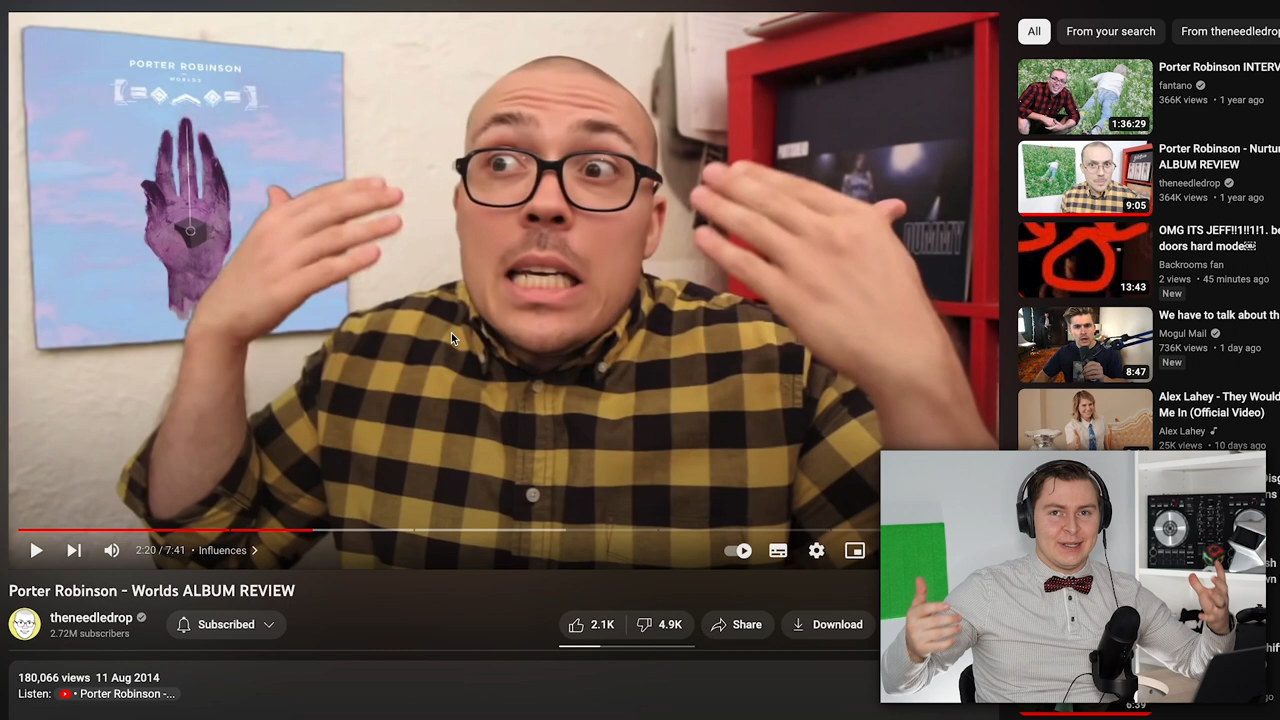 PORTER ROBINSON
WORLDS
DUMMY
2:20 / 7:41 • Influences
Porter Robinson - Worlds ALBUM REVIEW
theneedledrop
2.72M subscribers
Subscribed
2.1K
4.9K
Share
Download
180,066 views 11 Aug 2014
Listen:
• Porter Robinson -...
All
From your search
From theneedledrop
Porter Robinson INTERV
fantano
366K views • 1 year ago
1:36:29
Porter Robinson - Nurtur
ALBUM REVIEW
theneedledrop
364K views • 1 year ago
9:05
OMG ITS JEFF!!1!!1!1. be
doors hard mode
Backrooms fan
2 views • 45 minutes ago
New
13:43
We have to talk about th
Mogul Mail
736K views • 1 day ago
New
8:47
Alex Lahey - They Would
Me In (Official Video)
Alex Lahey
25K views • 10 days ago
6:39